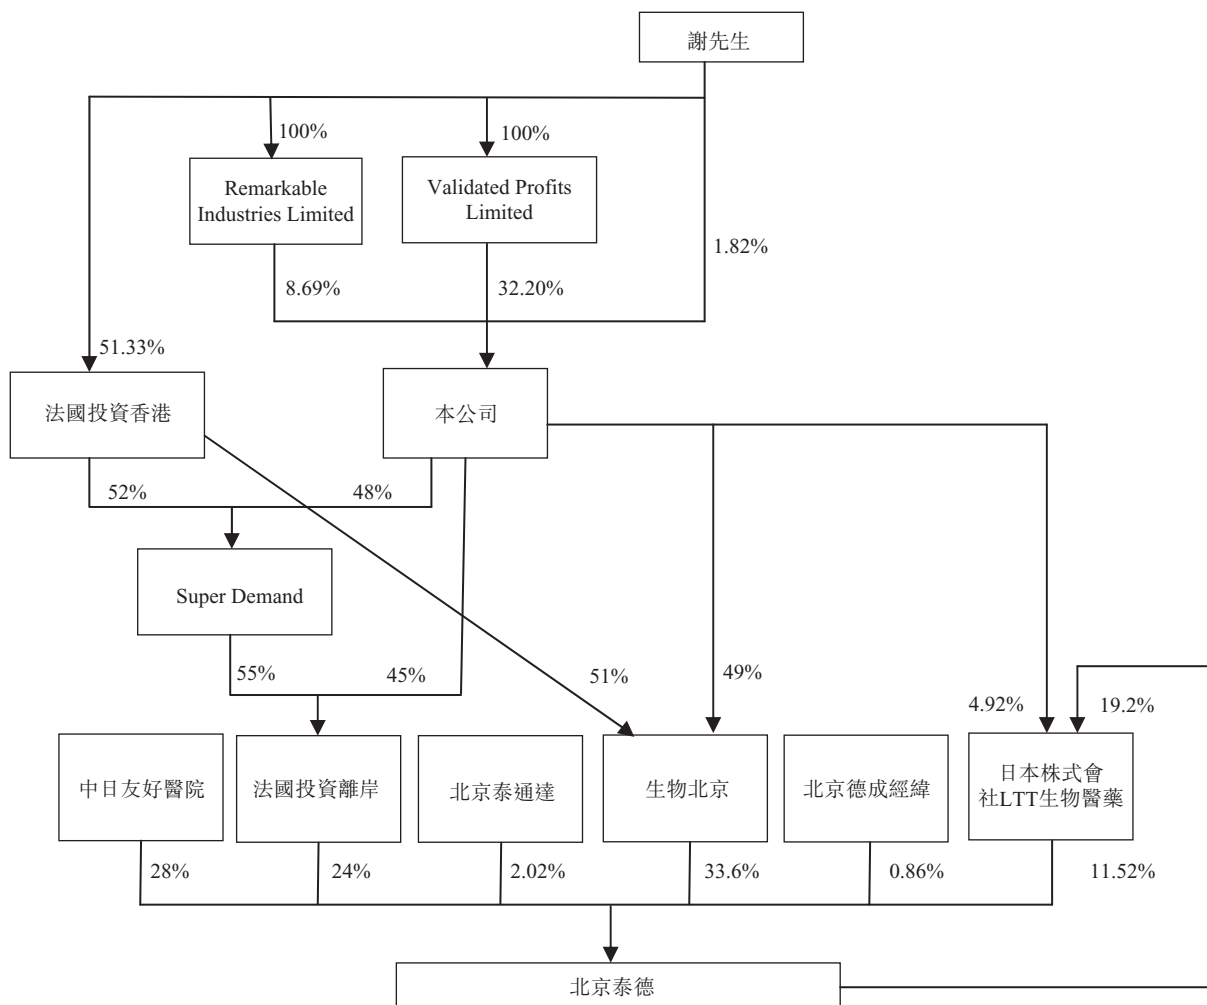 謝先生
100%
100%
Remarkable
Industries Limited
Validated Profits
Limited
1.82%
8.69%
32.20%
51.33%
法國投資香港
本公司
52%
48%
Super Demand
55%
45%
51%
49%
4.92%
19.2%
中日友好醫院
法國投資離岸
北京泰通達
生物北京
北京德成經緯
日本株式會
社LTT生物醫藥
28%
24%
2.02%
33.6%
0.86%
11.52%
北京泰德